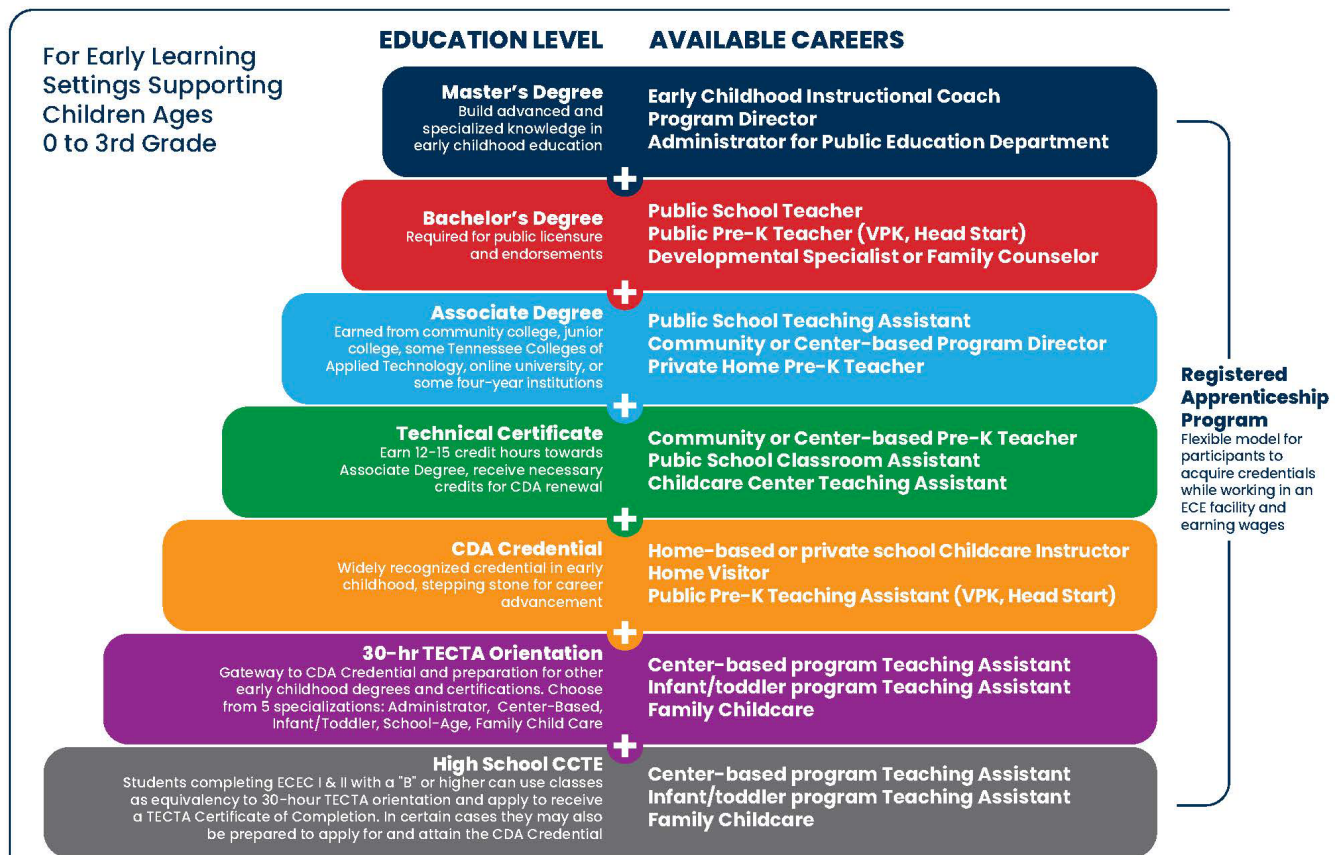 For Early Learning
Settings Supporting
Children Ages
0 to 3rd Grade
EDUCATION LEVEL
AVAILABLE CAREERS
Master's Degree
Build advanced and
specialized knowledge in
early childhood education
Early Childhood Instructional Coach
Program Director
Administrator for Public Education Department
Bachelor's Degree
Required for public licensure
and endorsements
Public School Teacher
Public Pre-K Teacher (VPK, Head Start)
Developmental Specialist or Family Counselor
Associate Degree
Earned from community college, junior
college, some Tennessee Colleges of
Applied Technology, online university, or
some four-year institutions
Public School Teaching Assistant
Community or Center-based Program Director
Private Home Pre-K Teacher
Technical Certificate
Earn 12-15 credit hours towards
Associate Degree, receive necessary
credits for CDA renewal
Community or Center-based Pre-K Teacher
Pubic School Classroom Assistant
Childcare Center Teaching Assistant
CDA Credential
Widely recognized credential in early
childhood, stepping stone for career
advancement
Home-based or private school Childcare Instructor
Home Visitor
Public Pre-K Teaching Assistant (VPK, Head Start)
30-hr TECTA Orientation
Gateway to CDA Credential and preparation for other
early childhood degrees and certifications. Choose
from 5 specializations: Administrator, Center-Based,
Infant/Toddler, School-Age, Family Child Care
Center-based program Teaching Assistant
Infant/toddler program Teaching Assistant
Family Childcare
High School CCTE
Students completing ECEC I & II with a "B" or higher can use classes
as equivalency to 30-hour TECTA orientation and apply to receive
a TECTA Certificate of Completion. In certain cases they may also
be prepared to apply for and attain the CDA Credential
Center-based program Teaching Assistant
Infant/toddler program Teaching Assistant
Family Childcare
Registered
Apprenticeship
Program
Flexible model for
participants to
acquire credentials
while working in an
ECE facility and
earning wages